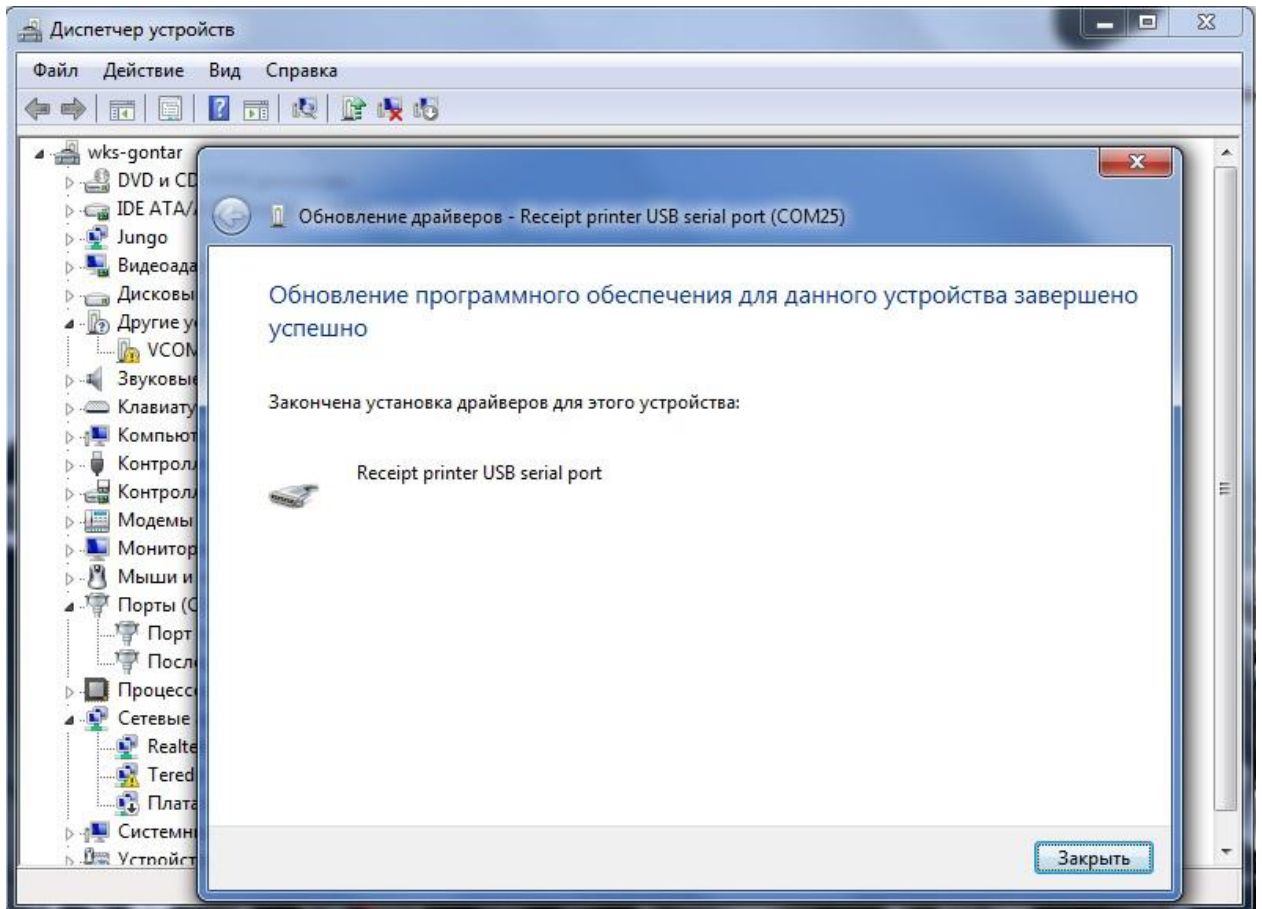 Диспетчер устройств
Файл Действие Вид Справка
wks-gontar
DVD и CD
IDE ATA/
Jungo
Видеоада
Дисковы
Другие у
VCOM
Звуковые
Клавиату
Компьют
Контрол
Контрол
Модемы
Монитор
Мыши и
Порты (C
Порт
После
Процессо
Сетевые
Realte
Tered
Плата
Системн
Устройст
Обновление драйверов - Receipt printer USB serial port (COM25)
Обновление программного обеспечения для данного устройства завершено
успешно
Закончена установка драйверов для этого устройства:
Receipt printer USB serial port
Закрыть